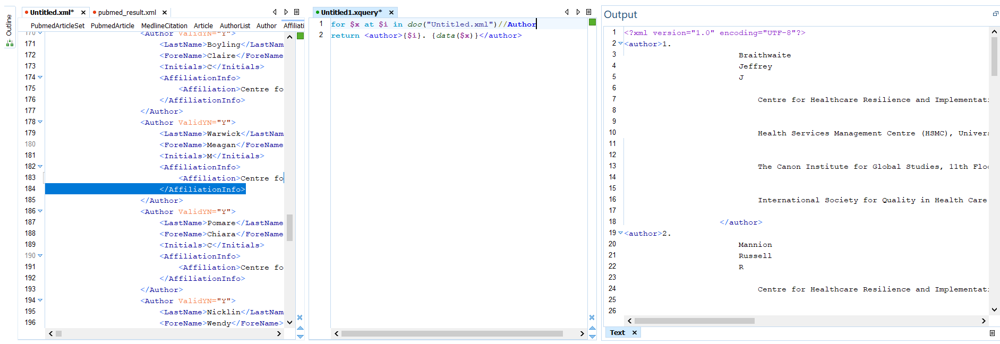 Outline
Untitled.xml*
pubmed_result.xml
PubmedArticleSet PubmedArticle MedlineCitation Article AuthorList Author Affiliati
170 <Author ValidYN="Y">
171 <LastName>Boyling</LastNam
172 <ForeName>Claire</ForeName
173 <Initials>C</Initials>
174 <AffiliationInfo>
175 <Affiliation>Centre fo
176 </AffiliationInfo>
177 </Author>
178 <Author ValidYN="Y">
179 <LastName>Warwick</LastNam
180 <ForeName>Meagan</ForeName
181 <Initials>M</Initials>
182 <AffiliationInfo>
183 <Affiliation>Centre fo
184 </AffiliationInfo>
185 </Author>
186 <Author ValidYN="Y">
187 <LastName>Pomare</LastName
188 <ForeName>Chiara</ForeName
189 <Initials>C</Initials>
190 <AffiliationInfo>
191 <Affiliation>Centre fo
192 </AffiliationInfo>
193 </Author>
194 <Author ValidYN="Y">
195 <LastName>Nicklin</LastNam
196 <ForeName>Wendy</ForeName>
Untitled1.xquery*
1 for $x at $i in doc("Untitled.xml")//Author
2 return <author>{$i}. {data($x)}</author>
Output
1 <?xml version="1.0" encoding="UTF-8"?>
2 <author>1.
3 Braithwaite
4 Jeffrey
5 J
6
7 Centre for Healthcare Resilience and Implementati
8
9
10 Health Services Management Centre (HSMC), Univers
11
12
13 The Canon Institute for Global Studies, 11th Floo
14
15
16 International Society for Quality in Health Care
17
18 </author>
19 <author>2.
20 Mannion
21 Russell
22 R
23
24 Centre for Healthcare Resilience and Implementati
25
26
Text